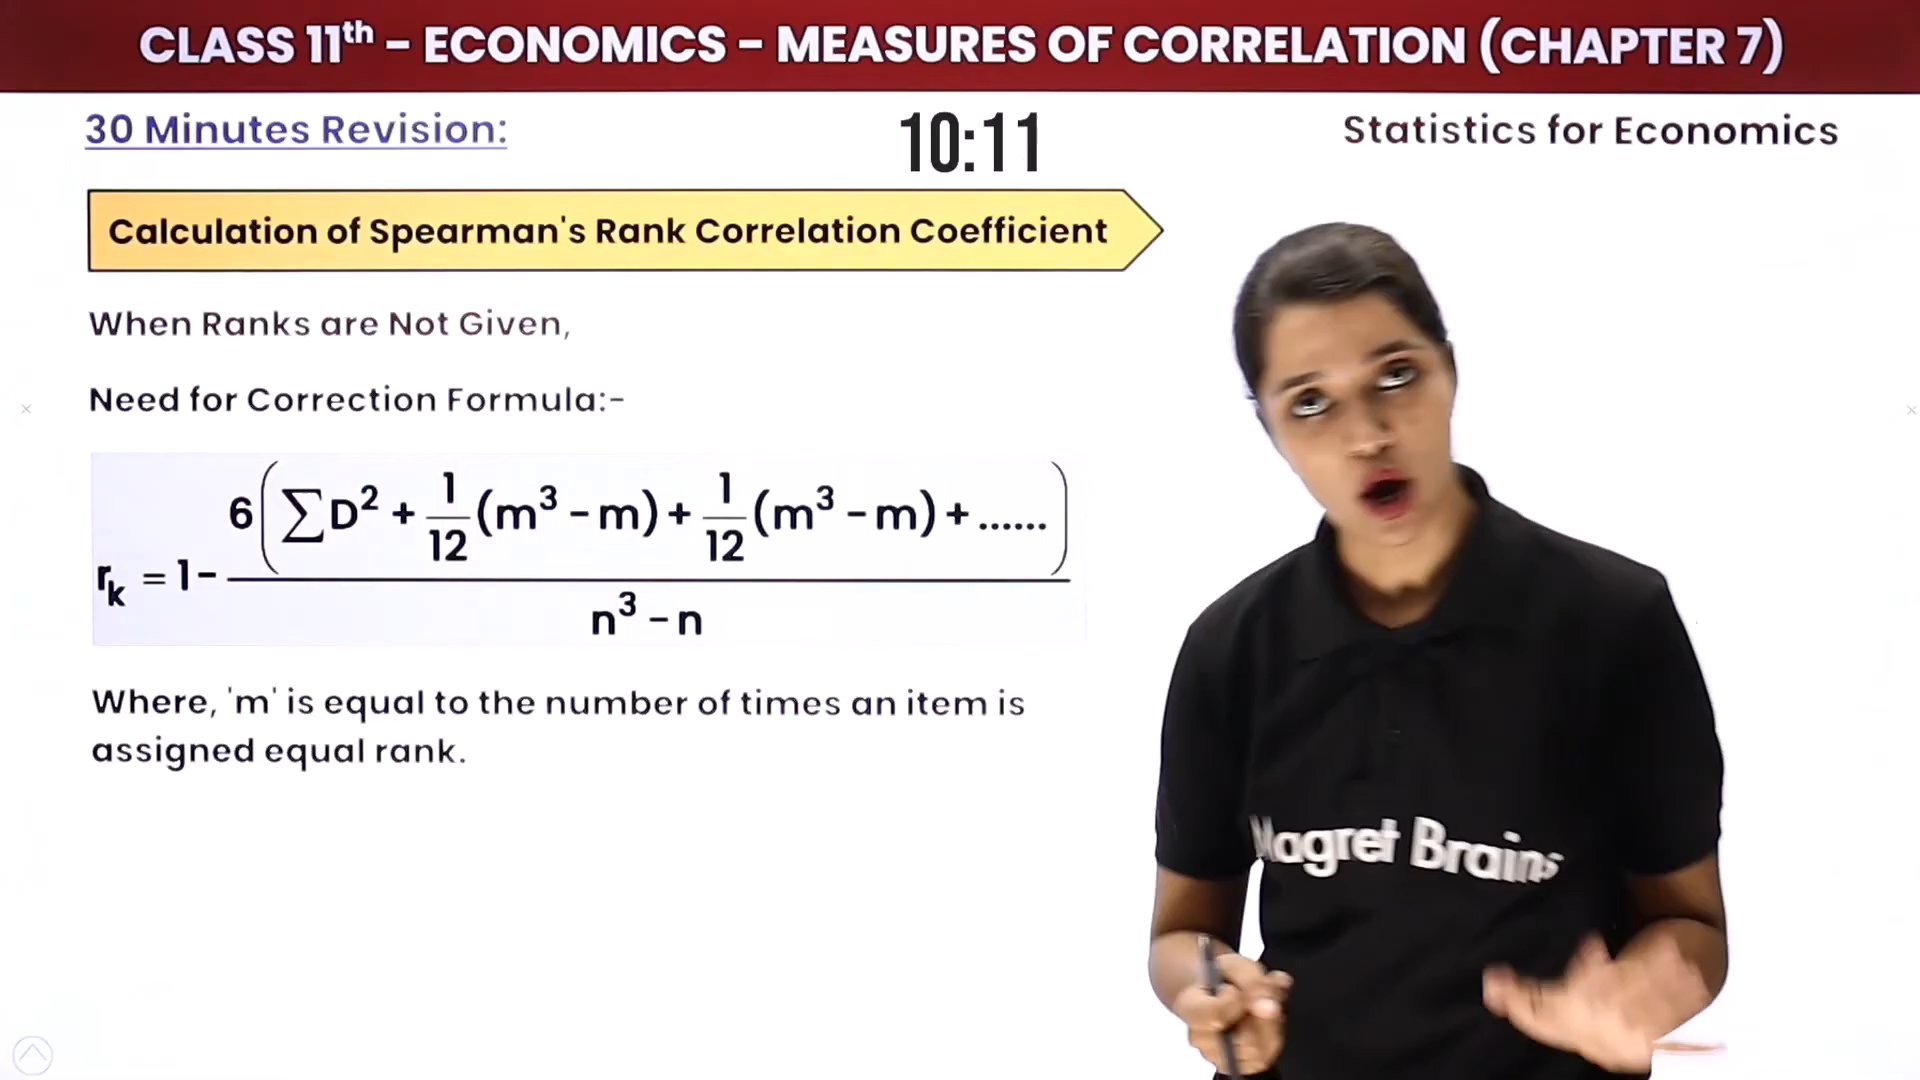 CLASS 11th – ECONOMICS – MEASURES OF CORRELATION (CHAPTER 7)
30 Minutes Revision:
10:11
Statistics for Economics
Calculation of Spearman's Rank Correlation Coefficient
When Ranks are Not Given,
Need for Correction Formula:-
rₖ = 1 - 6(∑D² + 1/12 (m³ – m) + 1/12 (m³ – m) + ......) / n³ – n
Where, 'm' is equal to the number of times an item is
assigned equal rank.
Magret Brains